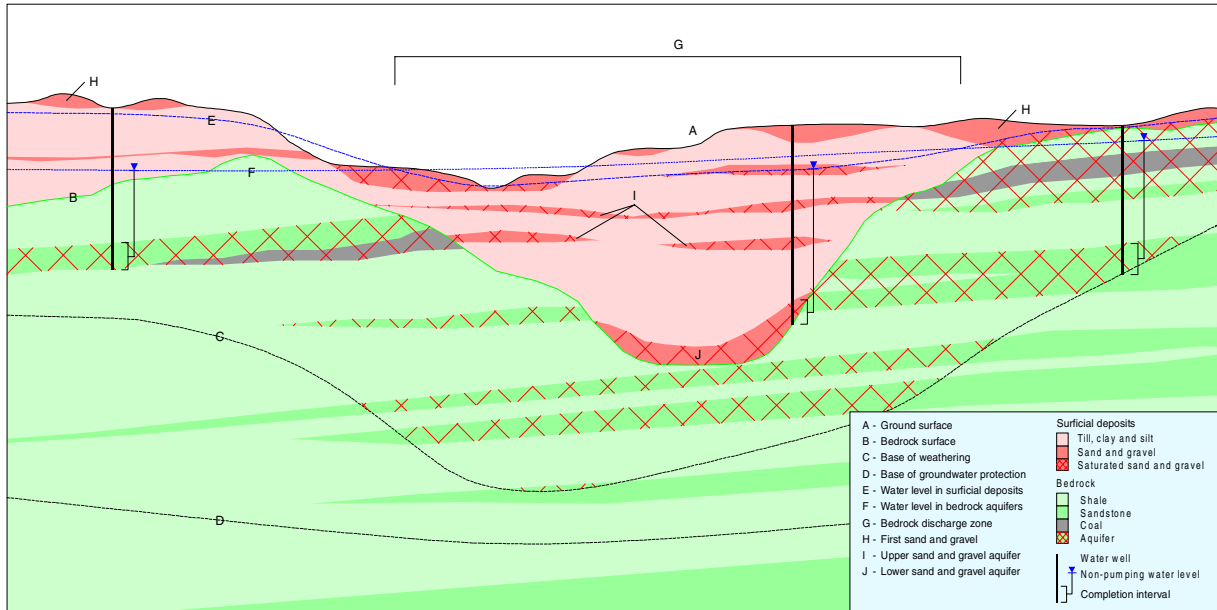 G
H
A
H
E
F
B
I
C
J
D
A - Ground surface
B - Bedrock surface
C - Base of weathering
D - Base of groundwater protection
E - Water level in surficial deposits
F - Water level in bedrock aquifers
G - Bedrock discharge zone
H - First sand and gravel
I - Upper sand and gravel aquifer
J - Lower sand and gravel aquifer
Surficial deposits
Till, clay and silt
Sand and gravel
Saturated sand and gravel
Bedrock
Shale
Sandstone
Coal
Aquifer
Water well
Non-pumping water level
Completion interval